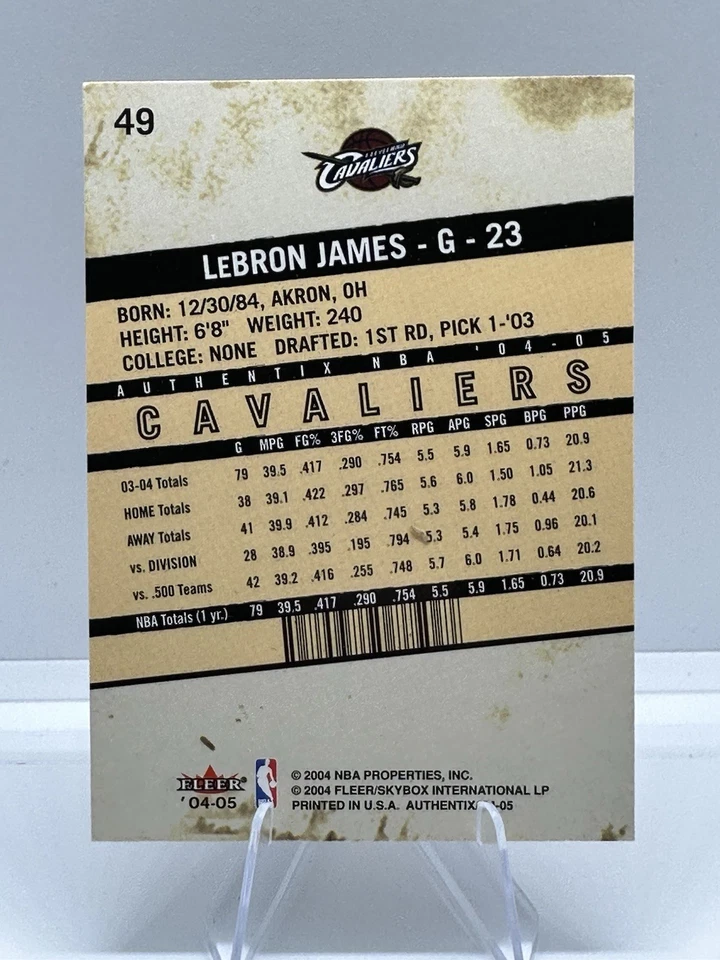 49
CAVALIERS
LEBRON JAMES - G - 23
BORN: 12/30/84, AKRON, OH
HEIGHT: 6'8" WEIGHT: 240
COLLEGE: NONE DRAFTED: 1ST RD, PICK 1-'03
AUTHENTIX NBA '04-05
CAVALIERS
G MPG FG% 3FG% FT% RPG APG SPG BPG PPG
03-04 Totals 79 39.5 .417 .290 .754 5.5 5.9 1.65 0.73 20.9
HOME Totals 38 39.1 .422 .297 .765 5.6 6.0 1.50 1.05 21.3
AWAY Totals 41 39.9 .412 .284 .745 5.3 5.8 1.78 0.44 20.6
vs. DIVISION 28 38.9 .395 .195 .794 5.3 5.4 1.75 0.96 20.1
vs. .500 Teams 42 39.2 .416 .255 .748 5.7 6.0 1.71 0.64 20.2
NBA Totals (1 yr.) 79 39.5 .417 .290 .754 5.5 5.9 1.65 0.73 20.9
FLEER
'04-05
NBA
© 2004 NBA PROPERTIES, INC.
© 2004 FLEER/SKYBOX INTERNATIONAL LP
PRINTED IN U.S.A. AUTHENTIX -05